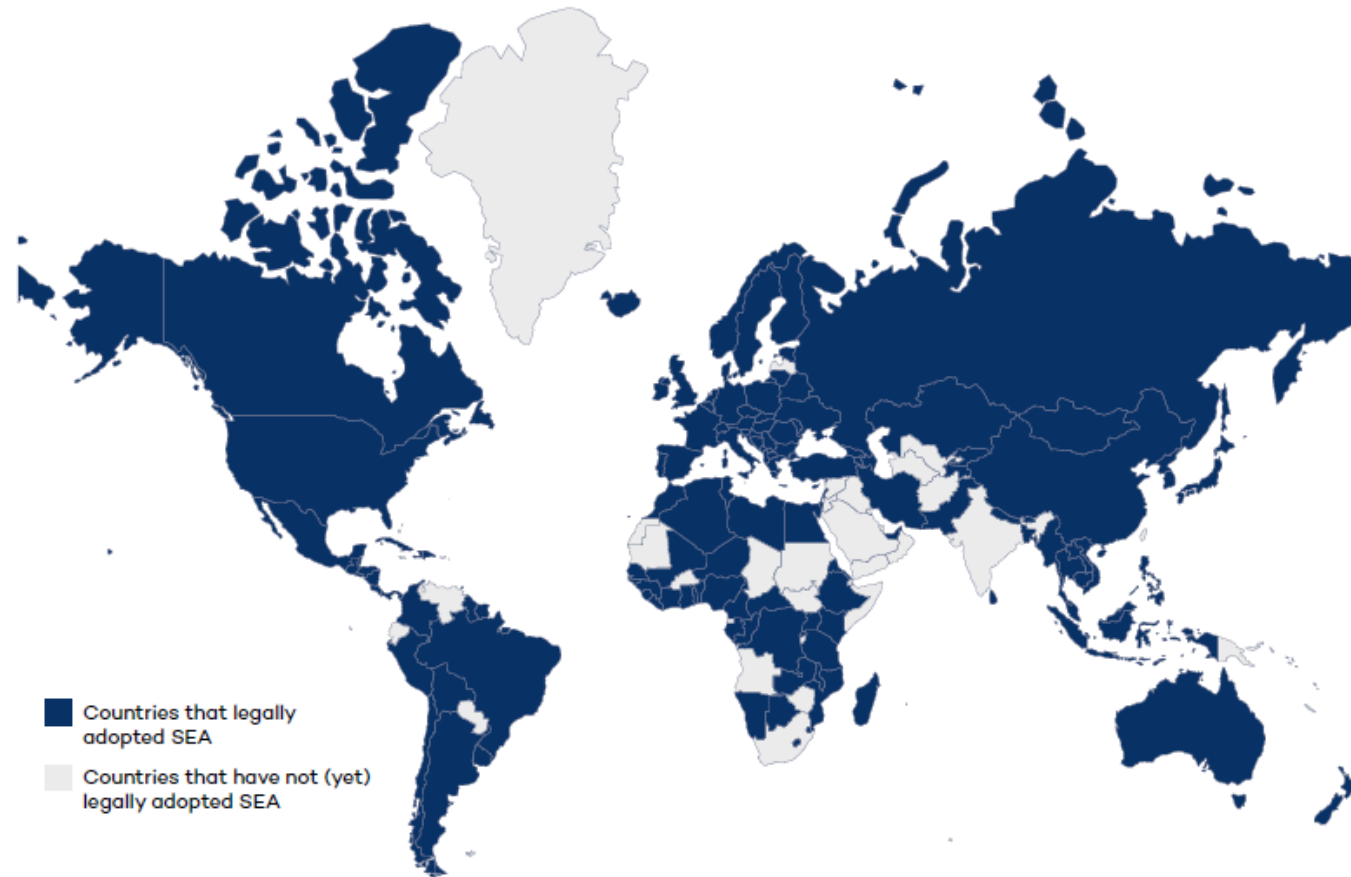 Countries that legally
adopted SEA
Countries that have not (yet)
legally adopted SEA